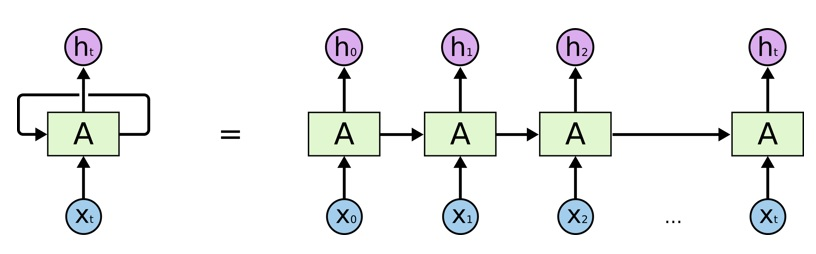 hₜ h₀ h₁ h₂ hₜ
A = A A A A
xₜ x₀ x₁ x₂ ... xₜ